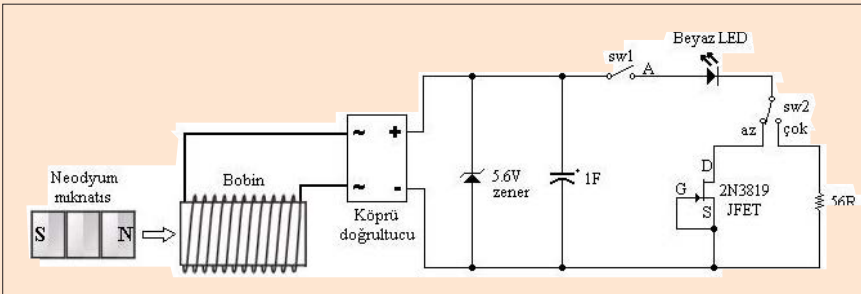 Beyaz LED
sw1
A
sw2
az
çok
~
+
~
-
5.6V
zener
1F
+
D
G
S
2N3819
JFET
56R
Neodyum
mıknatıs
S
N
Bobin
Köprü
doğrultucu